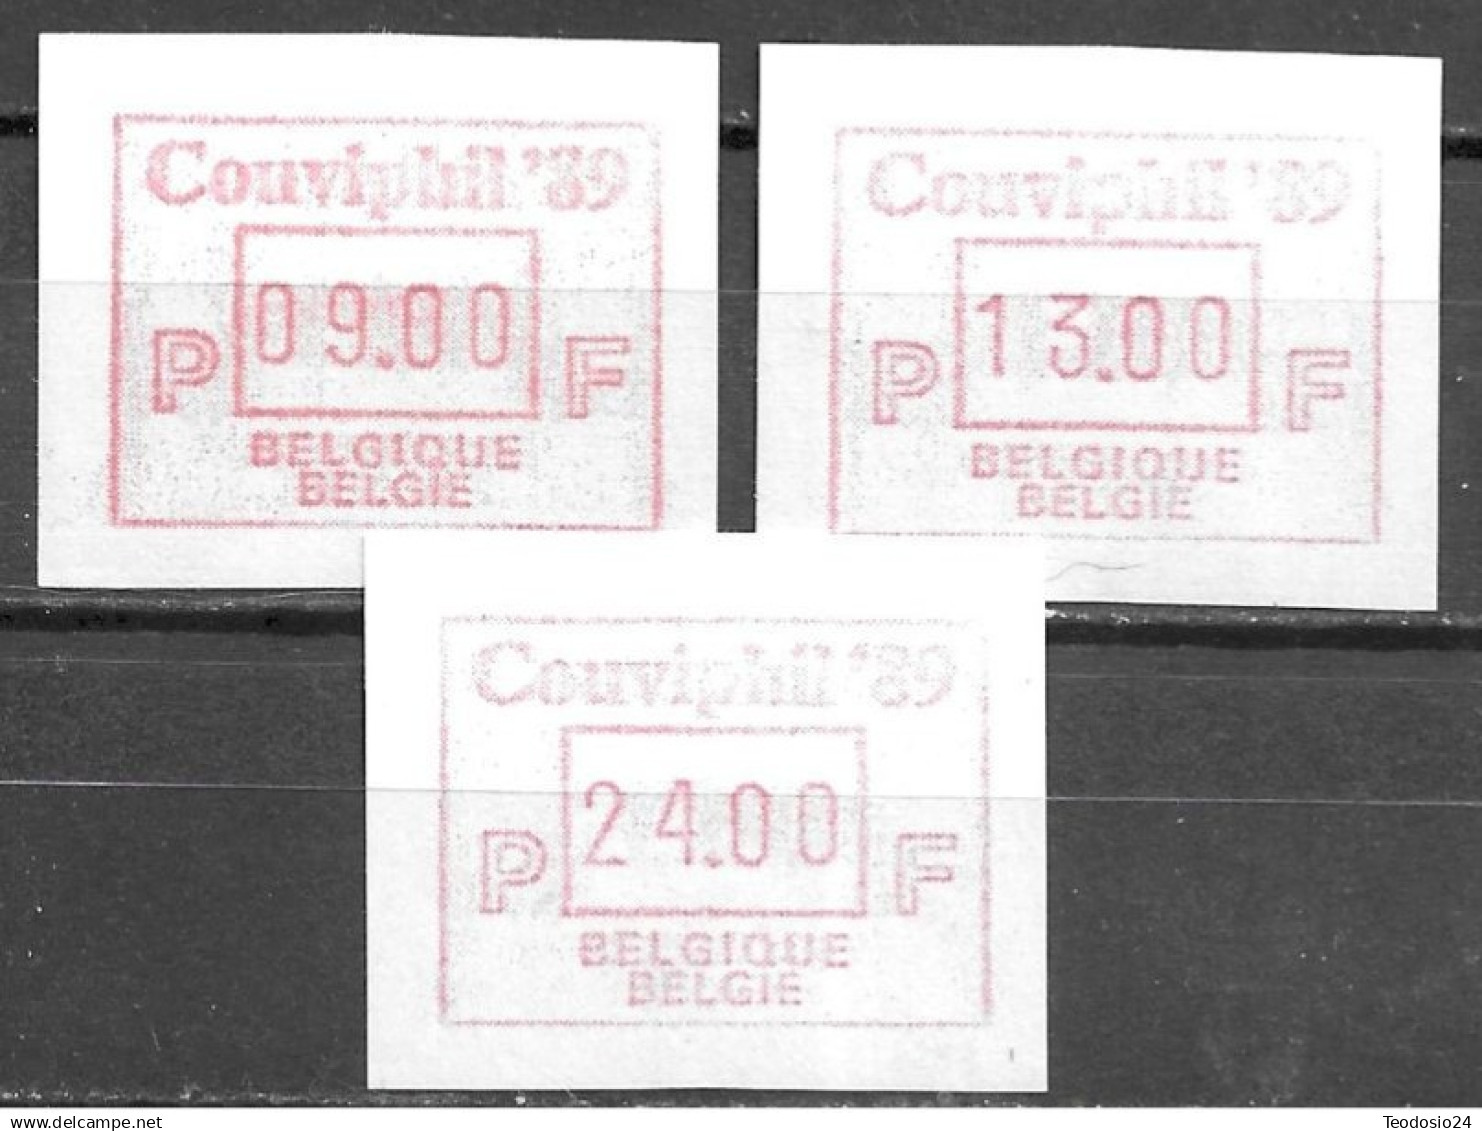 Couviphil '89
09.00
P F
BELGIQUE
BELGIE
Couviphil '89
13.00
P F
BELGIQUE
BELGIE
Couviphil '89
24.00
P F
BELGIQUE
BELGIE
www.delcampe.net
Teodosio24